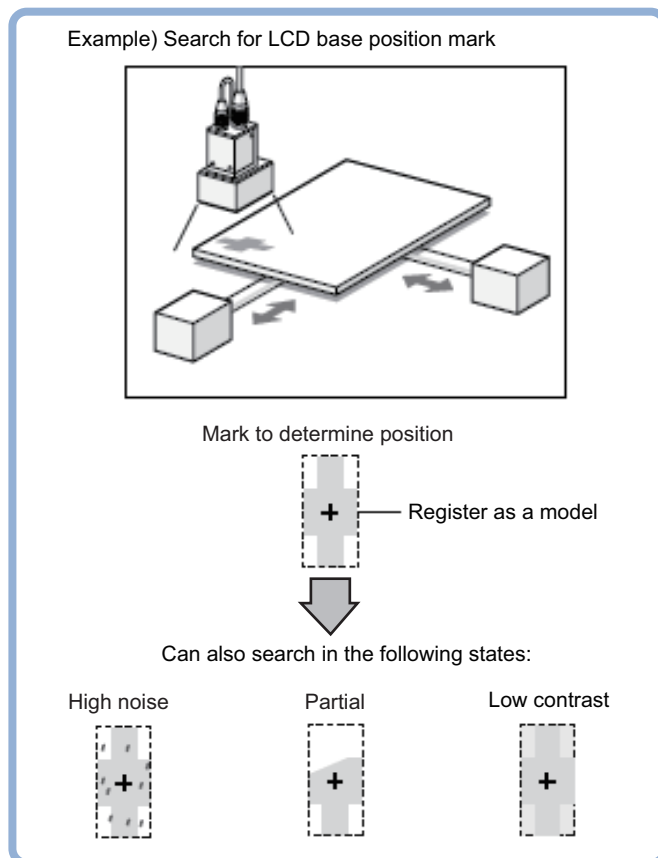 Example) Search for LCD base position mark
Mark to determine position
Register as a model
Can also search in the following states:
High noise
Partial
Low contrast